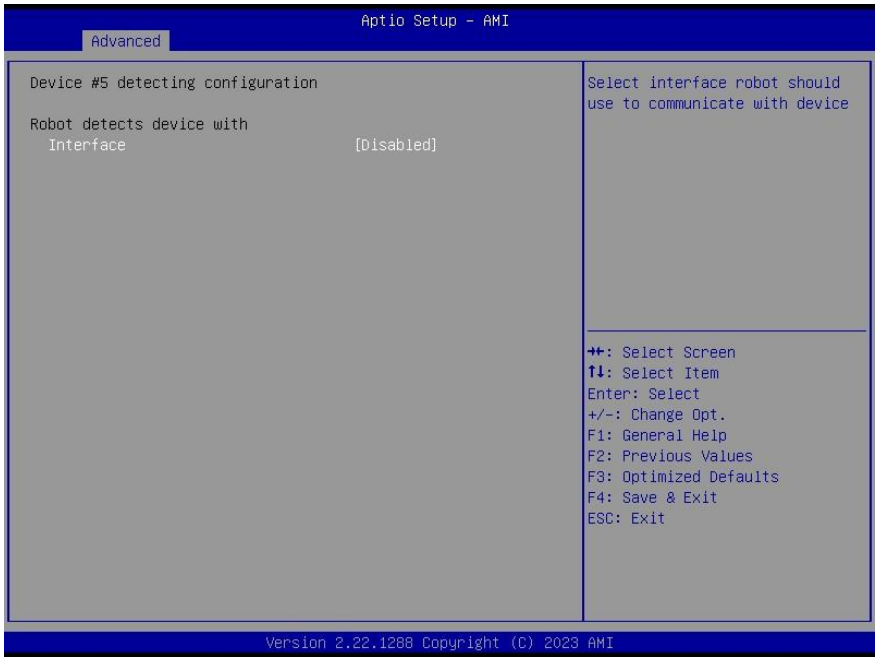 Aptio Setup - AMI
Advanced
Device #5 detecting configuration
Robot detects device with
Interface [Disabled]
Select interface robot should
use to communicate with device
→←: Select Screen
↑↓: Select Item
Enter: Select
+/-: Change Opt.
F1: General Help
F2: Previous Values
F3: Optimized Defaults
F4: Save & Exit
ESC: Exit
Version 2.22.1288 Copyright (C) 2023 AMI